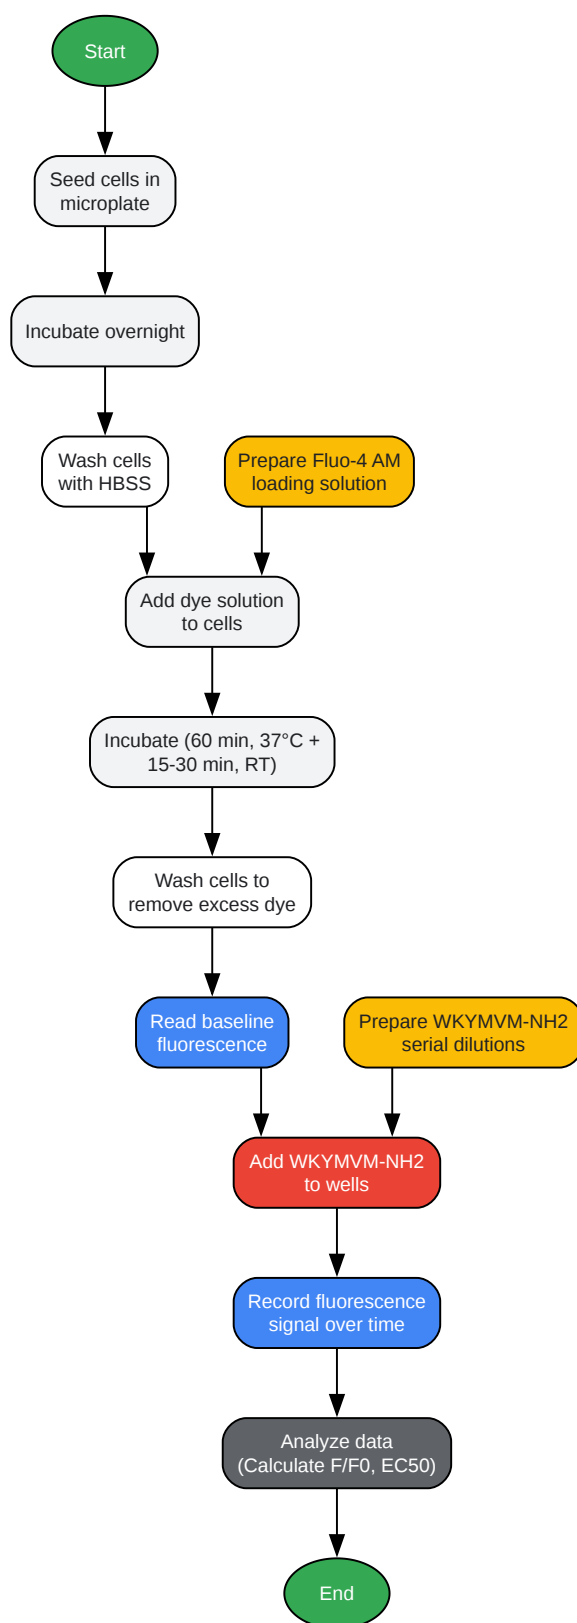 Start
Seed cells in
microplate
Incubate overnight
Wash cells
with HBSS
Prepare Fluo-4 AM
loading solution
Add dye solution
to cells
Incubate (60 min, 37°C +
15-30 min, RT)
Wash cells to
remove excess dye
Read baseline
fluorescence
Prepare WKYMVM-NH2
serial dilutions
Add WKYMVM-NH2
to wells
Record fluorescence
signal over time
Analyze data
(Calculate F/F0, EC50)
End